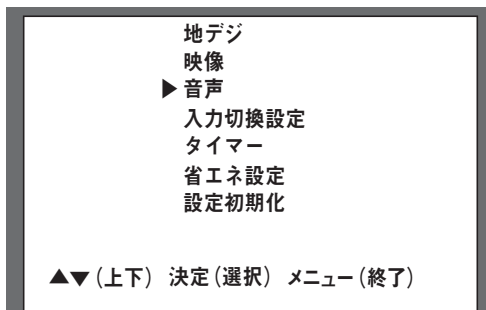 地デジ
映像
▶音声
入力切換設定
タイマー
省エネ設定
設定初期化
▲▼(上下) 決定(選択) メニュー(終了)